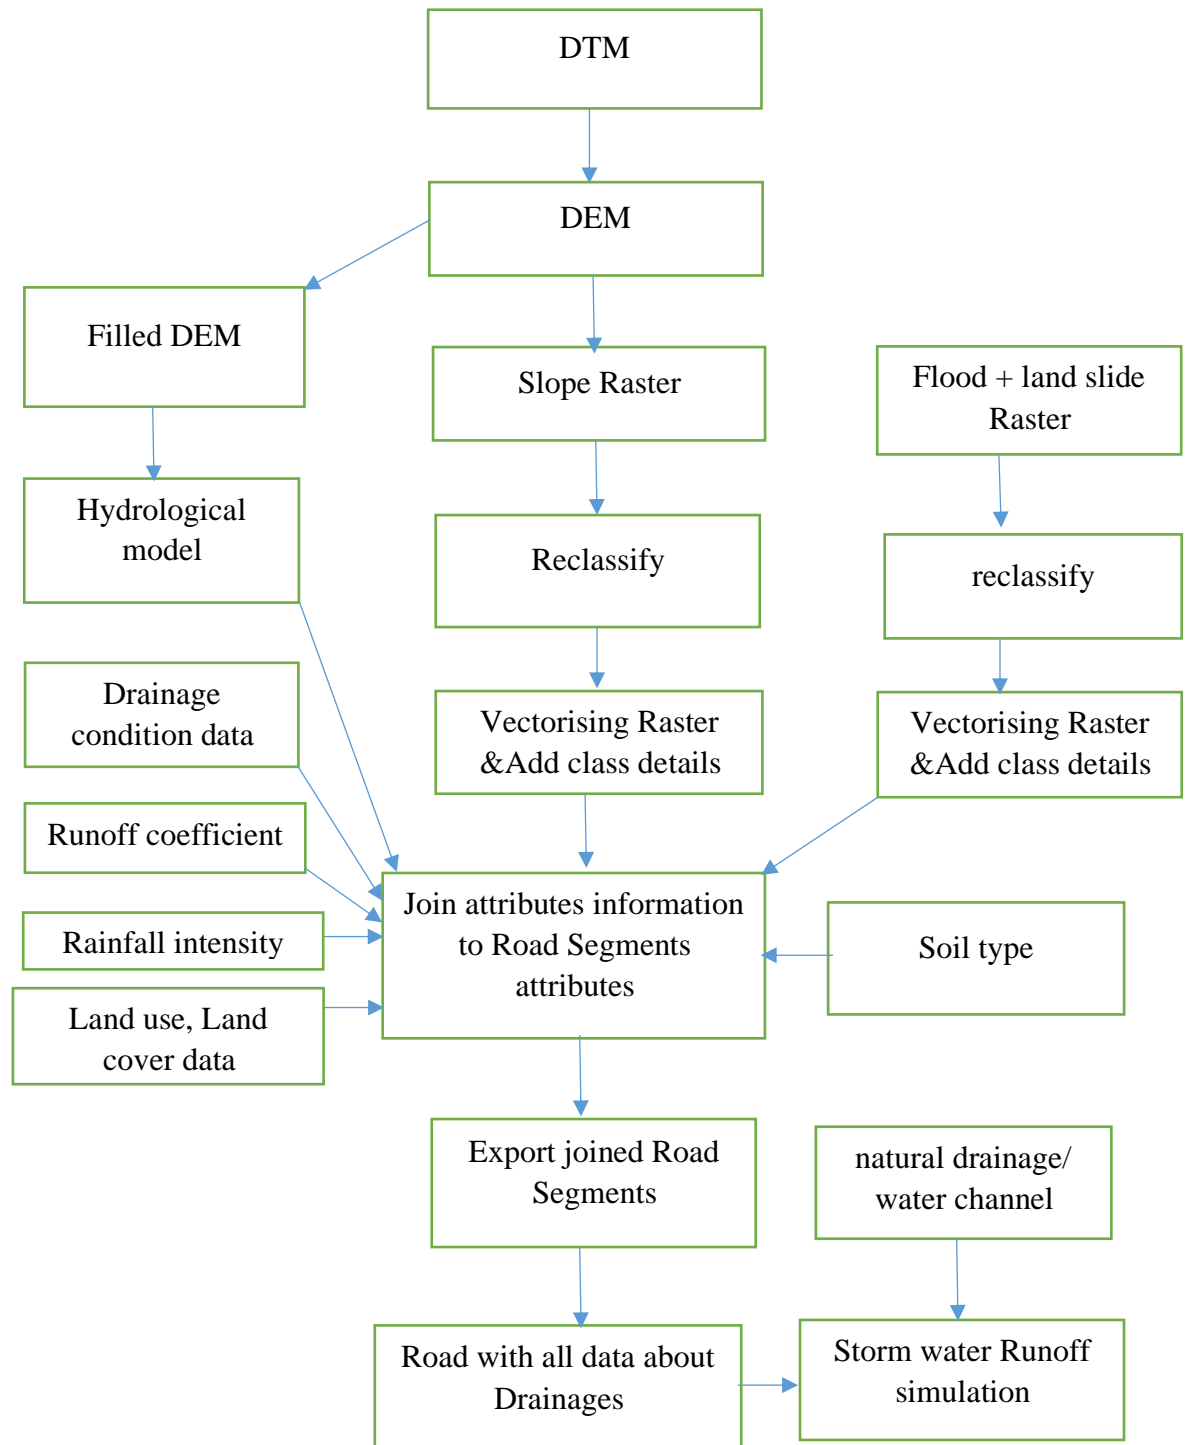 DTM
DEM
Filled DEM
Slope Raster
Flood + land slide
Raster
Hydrological
model
Reclassify
reclassify
Drainage
condition data
Vectorising Raster
&Add class details
Vectorising Raster
&Add class details
Runoff coefficient
Rainfall intensity
Land use, Land
cover data
Join attributes information
to Road Segments
attributes
Soil type
Export joined Road
Segments
natural drainage/
water channel
Road with all data about
Drainages
Storm water Runoff
simulation